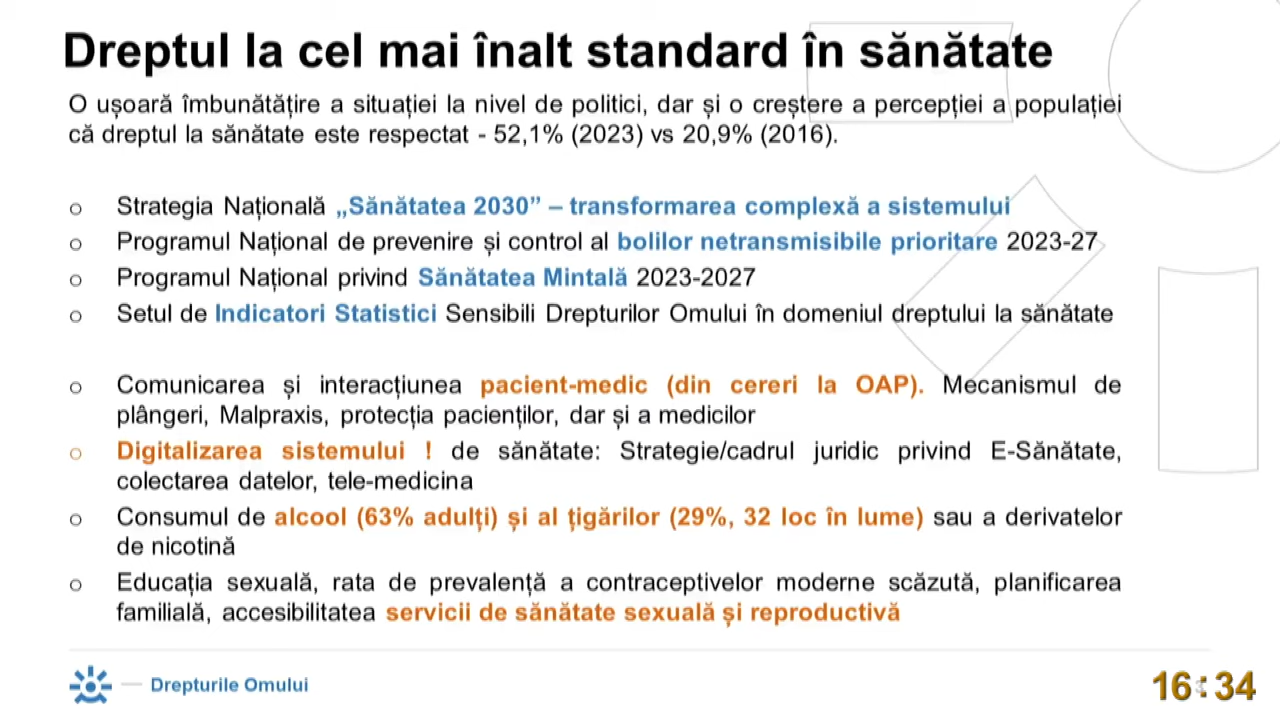 Dreptul la cel mai înalt standard în sănătate
O ușoară îmbunătățire a situației la nivel de politici, dar și o creștere a percepției a populației
că dreptul la sănătate este respectat - 52,1% (2023) vs 20,9% (2016).
o Strategia Națională „Sănătatea 2030” – transformarea complexă a sistemului
o Programul Național de prevenire și control al bolilor netransmisibile prioritare 2023-27
o Programul Național privind Sănătatea Mintală 2023-2027
o Setul de Indicatori Statistici Sensibili Drepturilor Omului în domeniul dreptului la sănătate
o Comunicarea și interacțiunea pacient-medic (din cereri la OAP). Mecanismul de
plângeri, Malpraxis, protecția pacienților, dar și a medicilor
o Digitalizarea sistemului ! de sănătate: Strategie/cadrul juridic privind E-Sănătate,
colectarea datelor, tele-medicina
o Consumul de alcool (63% adulți) și al țigărilor (29%, 32 loc în lume) sau a derivatelor
de nicotină
o Educația sexuală, rata de prevalență a contraceptivelor moderne scăzută, planificarea
familială, accesibilitatea servicii de sănătate sexuală și reproductivă
Drepturile Omului
16:34